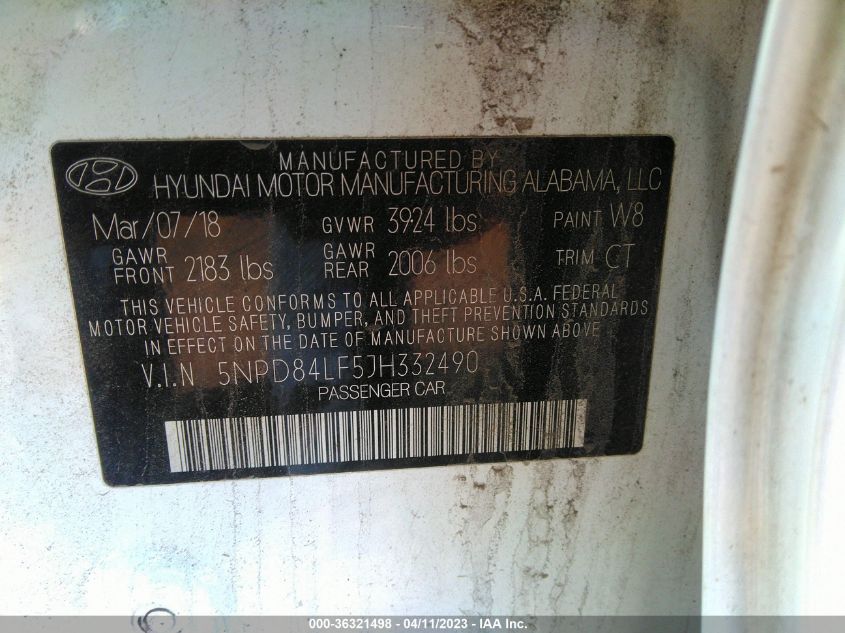 MANUFACTURED BY
HYUNDAI MOTOR MANUFACTURING ALABAMA, LLC
Mar/07/18 GVWR 3924 lbs PAINT W8
GAWR FRONT 2183 lbs GAWR REAR 2006 lbs TRIM CT
THIS VEHICLE CONFORMS TO ALL APPLICABLE U.S.A. FEDERAL
MOTOR VEHICLE SAFETY, BUMPER, AND THEFT PREVENTION STANDARDS
IN EFFECT ON THE DATE OF MANUFACTURE SHOWN ABOVE
V.I.N 5NPD84LF5JH332490
PASSENGER CAR
000-36321498 - 04/11/2023 - IAA Inc.